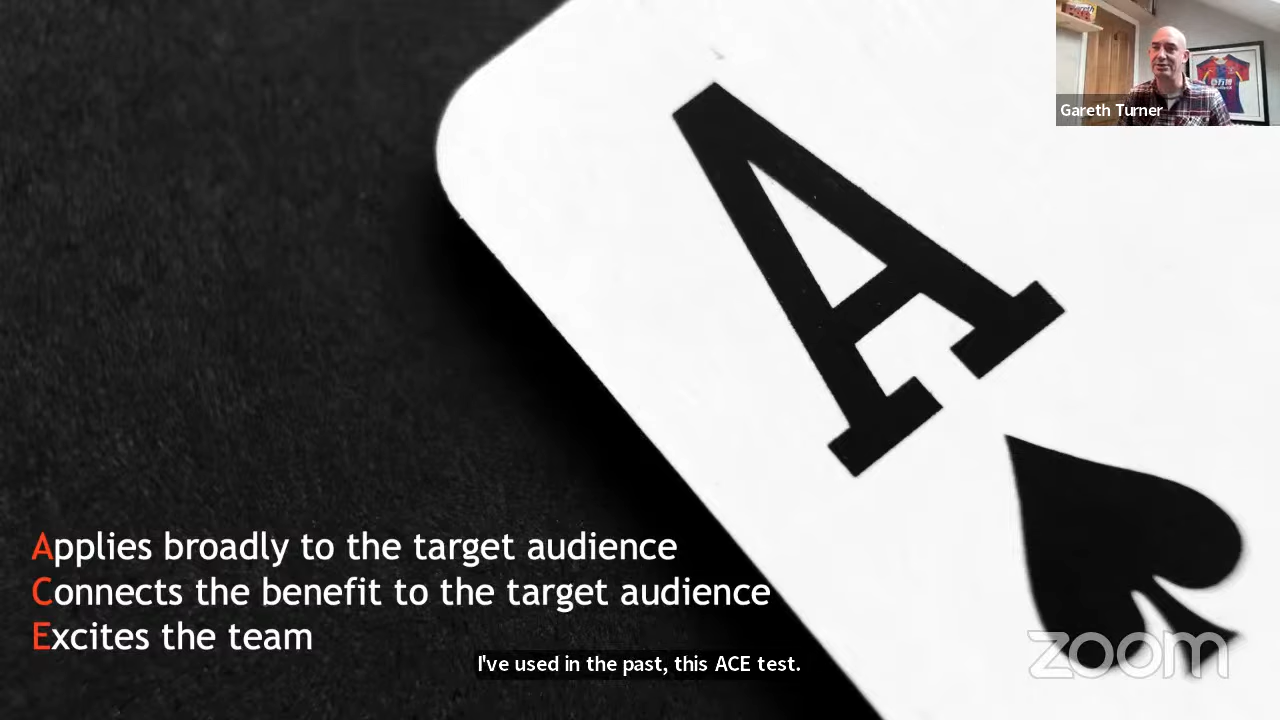 Gareth Turner
A
Applies broadly to the target audience
Connects the benefit to the target audience
Excites the team
I've used in the past, this ACE test.
zoom